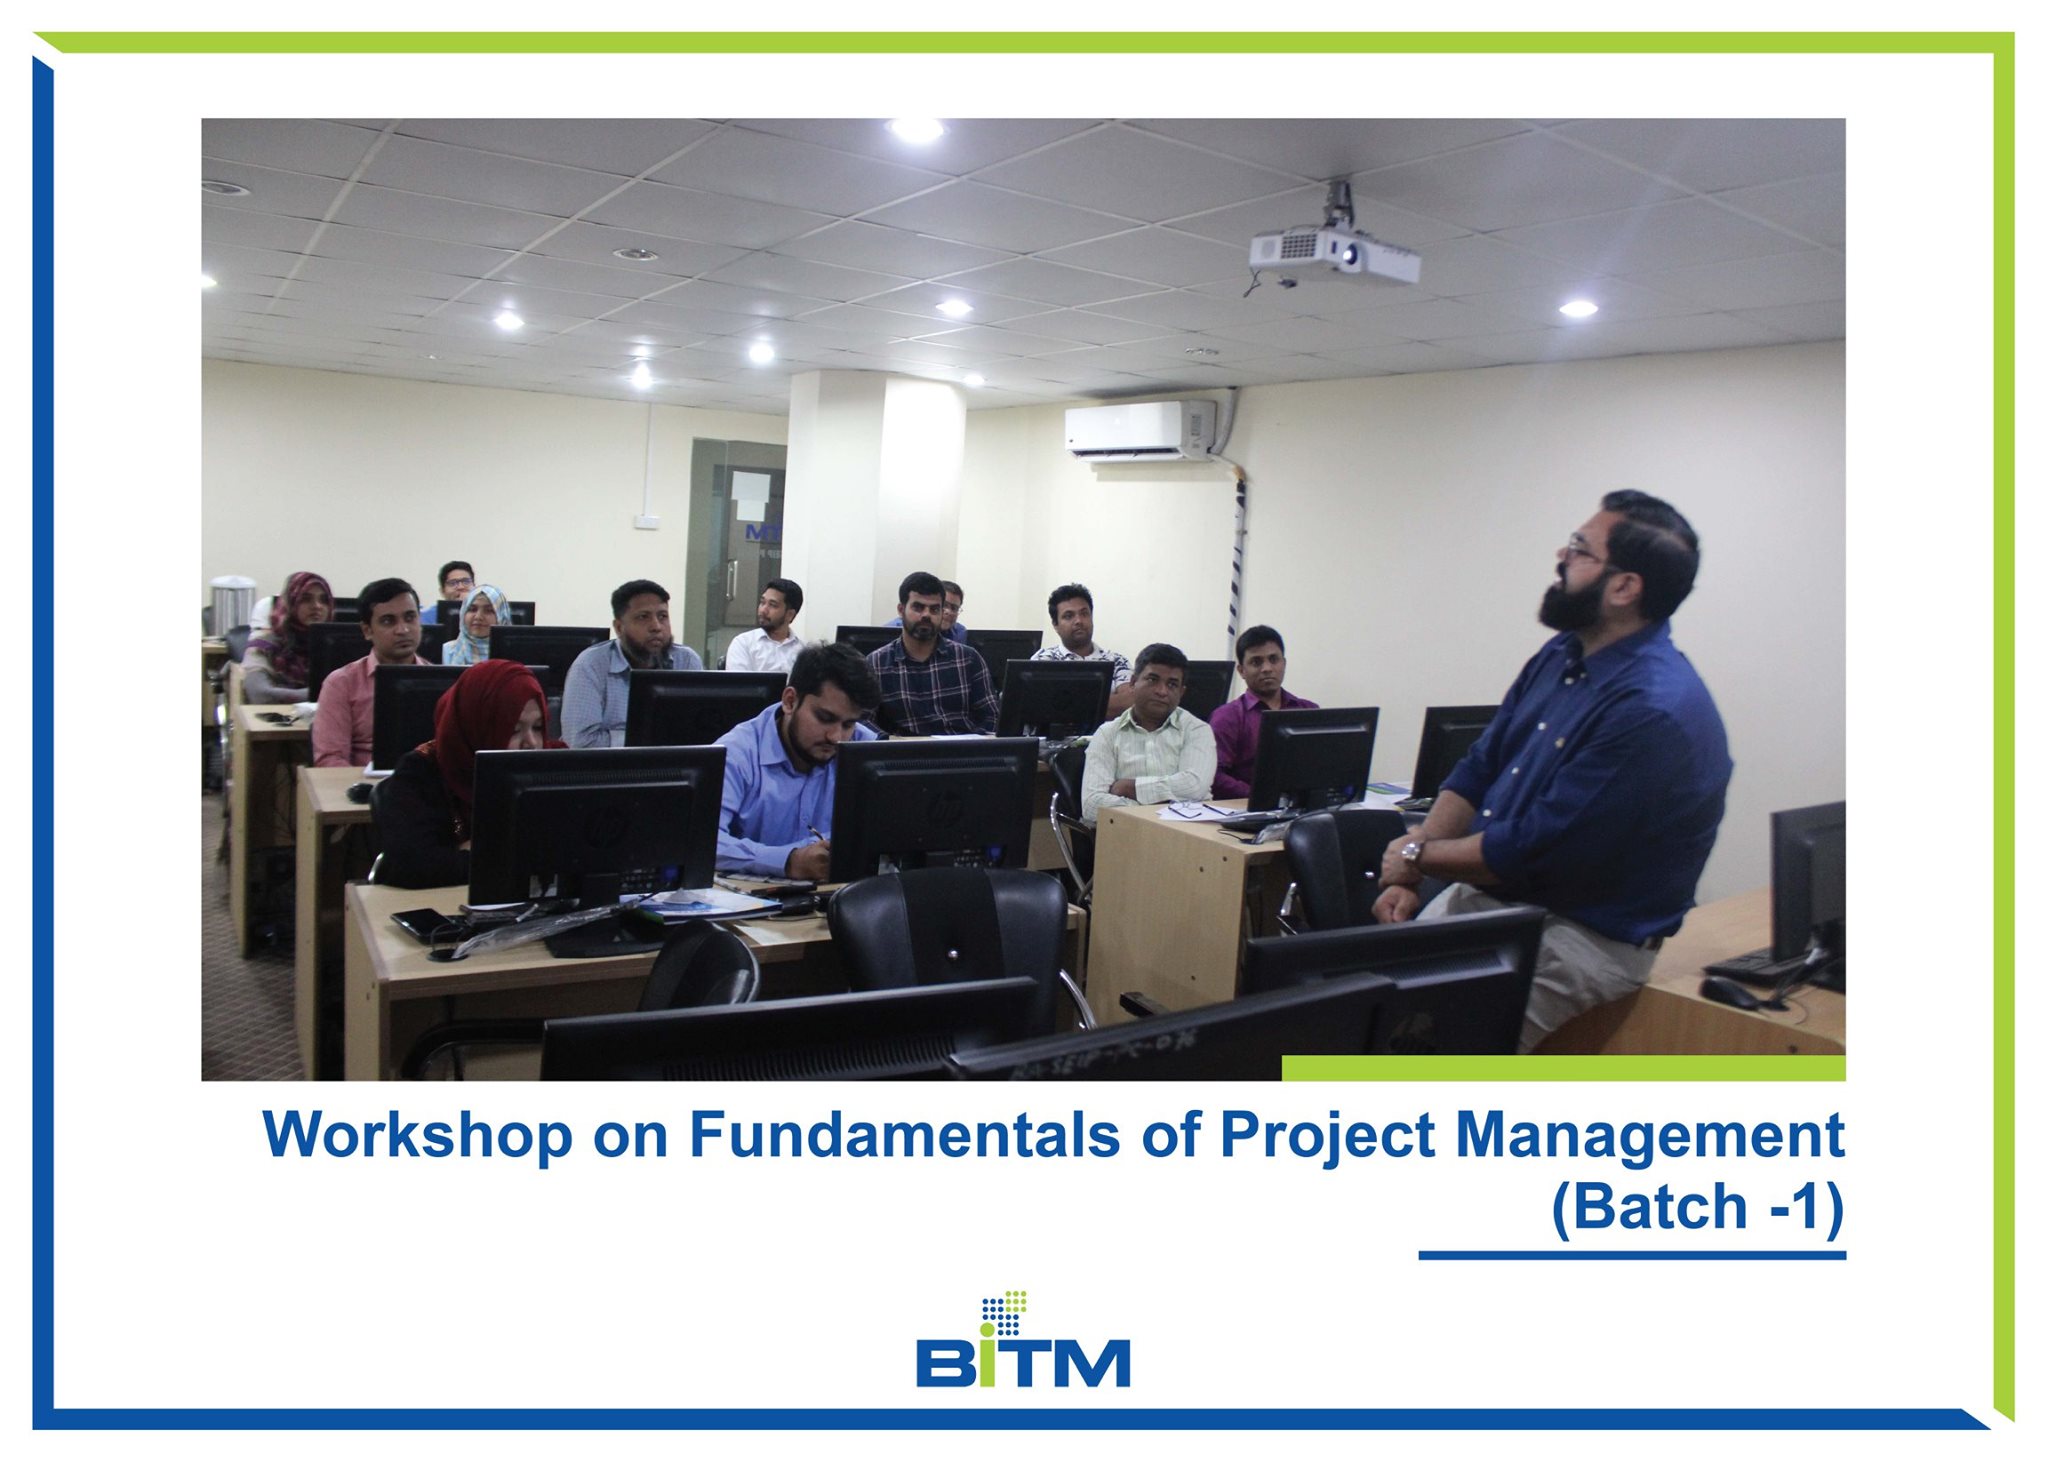 Workshop on Fundamentals of Project Management
(Batch -1)
BiTM